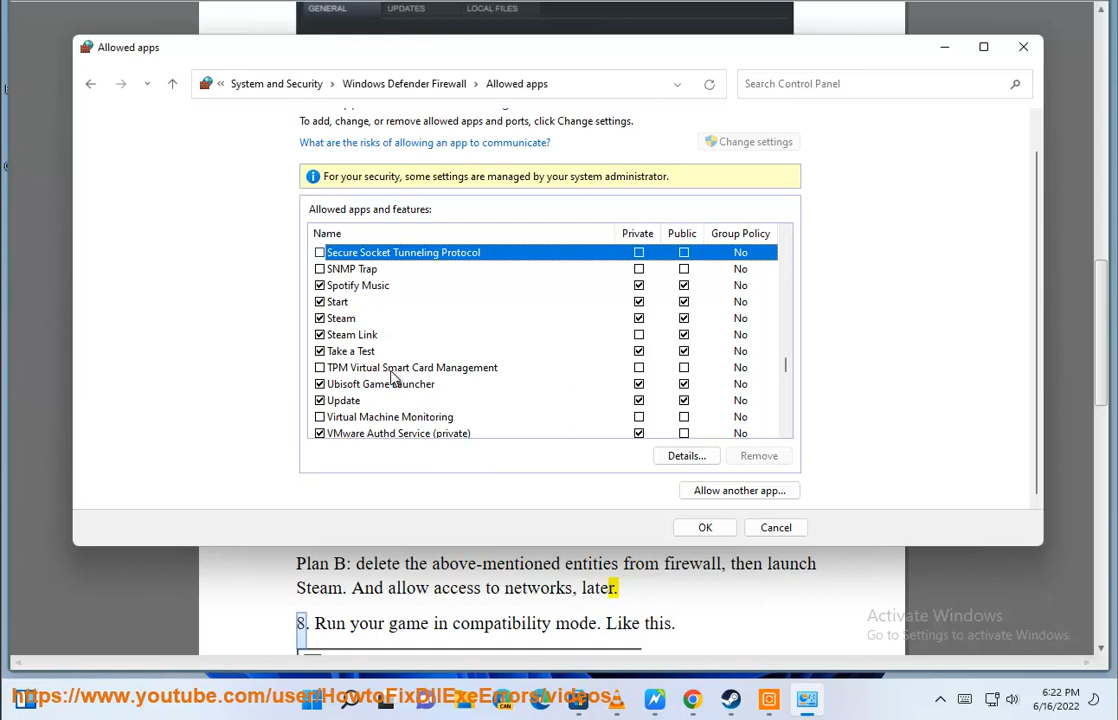 GENERAL UPDATES LOCAL FILES
Allowed apps
« System and Security › Windows Defender Firewall › Allowed apps
Search Control Panel
To add, change, or remove allowed apps and ports, click Change settings.
What are the risks of allowing an app to communicate?
Change settings
For your security, some settings are managed by your system administrator.
Allowed apps and features:
Name Private Public Group Policy
Secure Socket Tunneling Protocol No
SNMP Trap No
Spotify Music No
Start No
Steam No
Steam Link No
Take a Test No
TPM Virtual Smart Card Management No
Ubisoft Game Launcher No
Update No
Virtual Machine Monitoring No
VMware Authd Service (private) No
Details... Remove
Allow another app...
OK Cancel
Plan B: delete the above-mentioned entities from firewall, then launch
Steam. And allow access to networks, later.
8. Run your game in compatibility mode. Like this.
Activate Windows
Go to Settings to activate Windows.
https://www.youtube.com/user/HowtoFixDllExeErrors/videos
6:22 PM
6/16/2022